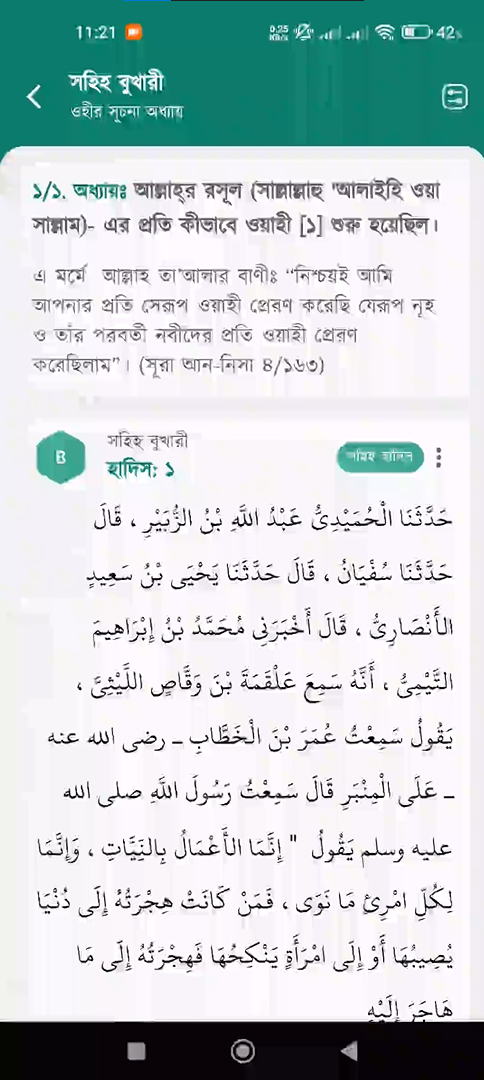 11:21
0.25 KB/s
42%
সহিহ বুখারী
ওহীর সূচনা অধ্যায়
১/১. অধ্যায়ঃ আল্লাহ্‌র রসূল (সাল্লাল্লাহু 'আলাইহি ওয়া
সাল্লাম)- এর প্রতি কীভাবে ওয়াহী [১] শুরু হয়েছিল।
এ মর্মে আল্লাহ তা'আলার বাণীঃ “নিশ্চয়ই আমি
আপনার প্রতি সেরূপ ওয়াহী প্রেরণ করেছি যেরূপ নূহ
ও তাঁর পরবর্তী নবীদের প্রতি ওয়াহী প্রেরণ
করেছিলাম”। (সূরা আন-নিসা ৪/১৬৩)
B
সহিহ বুখারী
হাদিস: ১
সহিহ হাদিস
حَدَّثَنَا الْحُمَيْدِيُّ عَبْدُ اللَّهِ بْنُ الزُّبَيْرِ ، قَالَ
حَدَّثَنَا سُفْيَانُ ، قَالَ حَدَّثَنَا يَحْيَى بْنُ سَعِيدٍ
الأَنْصَارِيُّ ، قَالَ أَخْبَرَنِي مُحَمَّدُ بْنُ إِبْرَاهِيمَ
التَّيْمِيُّ ، أَنَّهُ سَمِعَ عَلْقَمَةَ بْنَ وَقَّاصٍ اللَّيْثِيَّ ،
يَقُولُ سَمِعْتُ عُمَرَ بْنَ الْخَطَّابِ ـ رضى الله عنه
ـ عَلَى الْمِنْبَرِ قَالَ سَمِعْتُ رَسُولَ اللَّهِ صلى الله
عليه وسلم يَقُولُ " إِنَّمَا الأَعْمَالُ بِالنِّيَّاتِ ، وَإِنَّمَا
لِكُلِّ امْرِئٍ مَا نَوَى ، فَمَنْ كَانَتْ هِجْرَتُهُ إِلَى دُنْيَا
يُصِيبُهَا أَوْ إِلَى امْرَأَةٍ يَنْكِحُهَا فَهِجْرَتُهُ إِلَى مَا
هَاجَرَ إِلَيْهِ